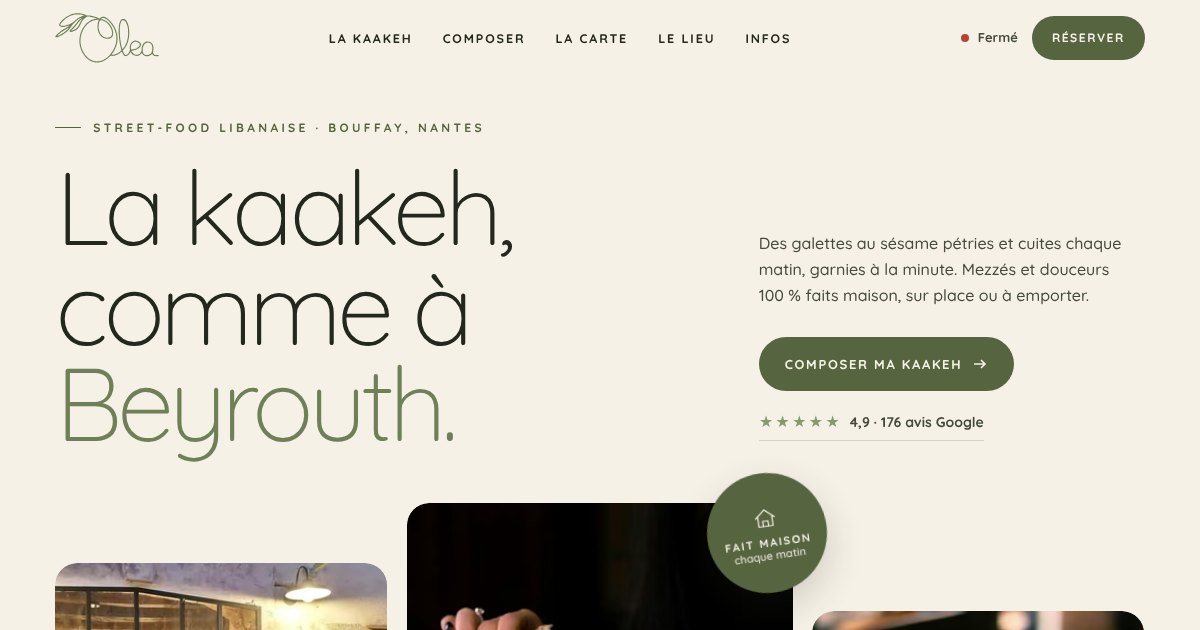 Olea
LA KAAKEH
COMPOSER
LA CARTE
LE LIEU
INFOS
Fermé
RÉSERVER
STREET-FOOD LIBANAISE · BOUFFAY, NANTES
La kaakeh,
comme à
Beyrouth.
Des galettes au sésame pétries et cuites chaque
matin, garnies à la minute. Mezzés et douceurs
100 % faits maison, sur place ou à emporter.
COMPOSER MA KAAKEH →
★★★★★ 4,9 · 176 avis Google
FAIT MAISON
chaque matin